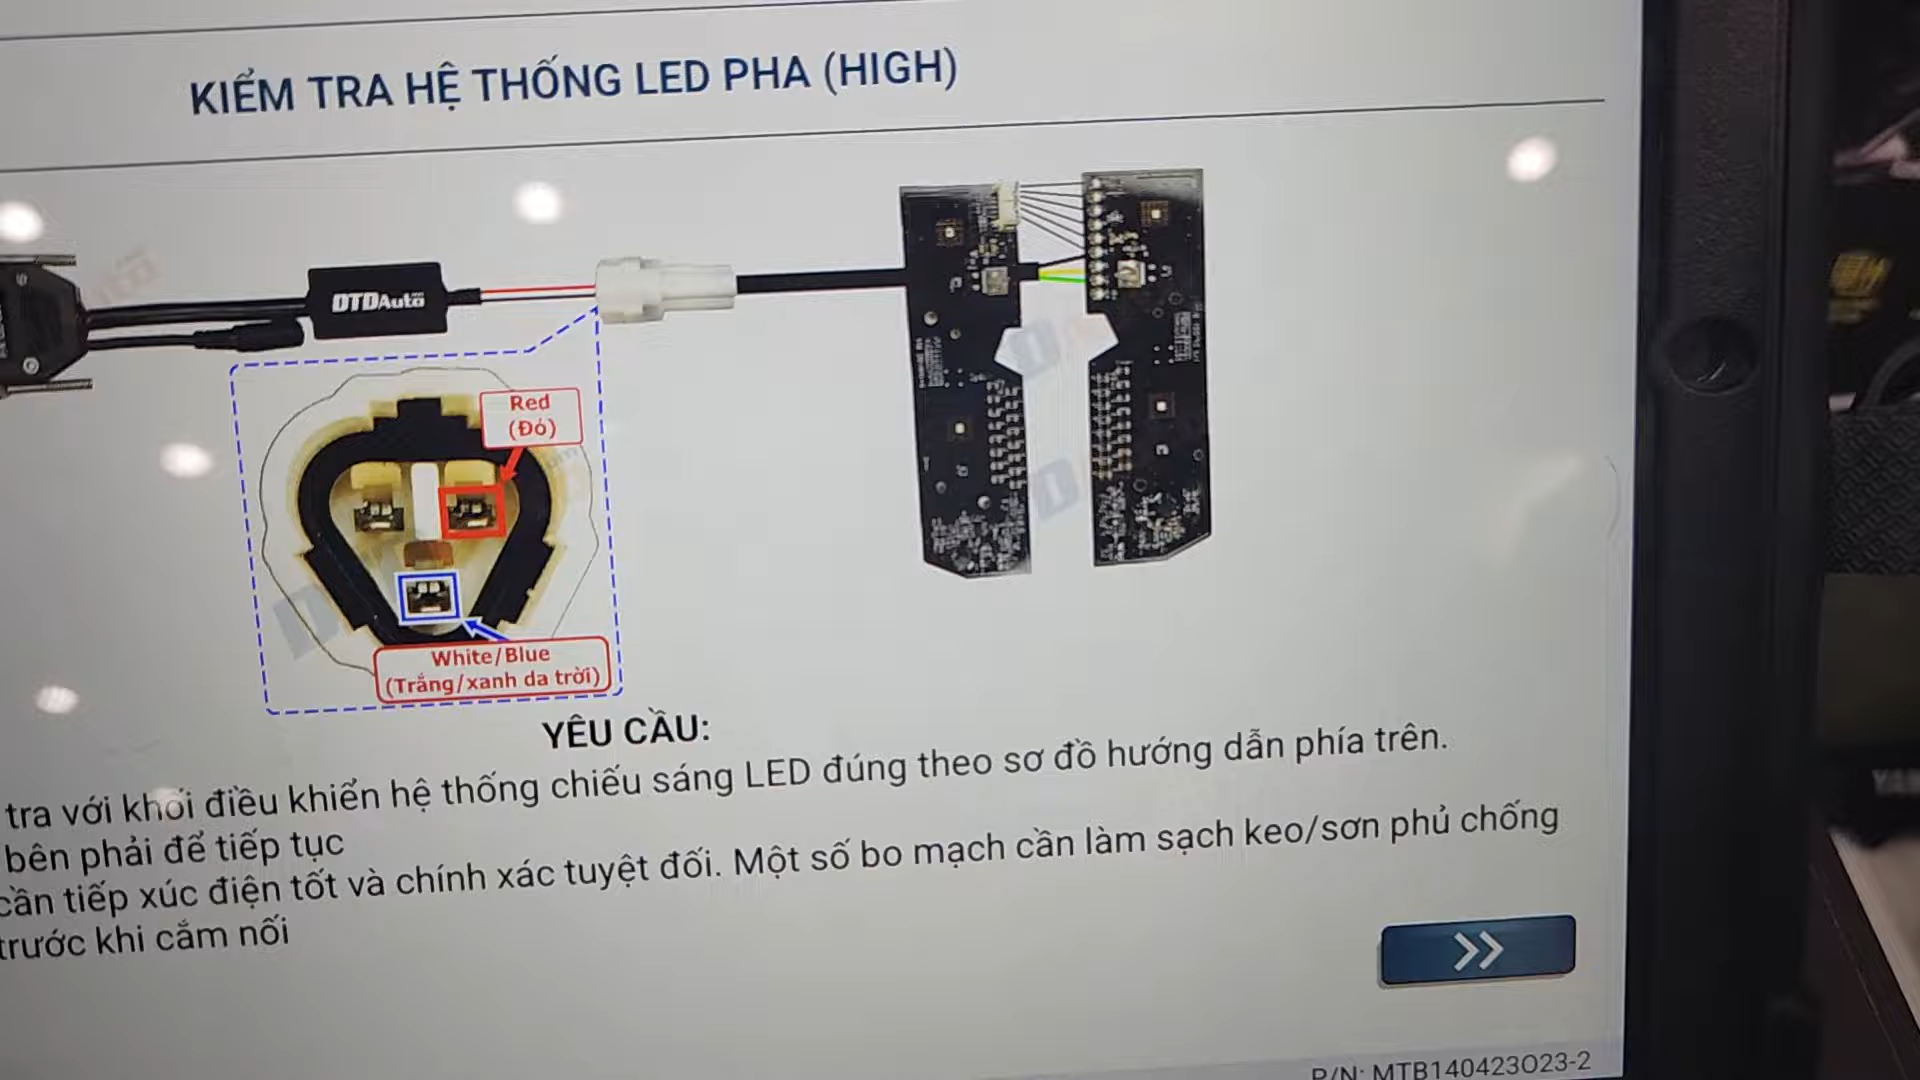 KIỂM TRA HỆ THỐNG LED PHA (HIGH)
DTDAuto
Red
(Đỏ)
White/Blue
(Trắng/xanh da trời)
YÊU CẦU:
tra với khối điều khiển hệ thống chiếu sáng LED đúng theo sơ đồ hướng dẫn phía trên.
bên phải để tiếp tục
cần tiếp xúc điện tốt và chính xác tuyệt đối. Một số bo mạch cần làm sạch keo/sơn phủ chống
trước khi cắm nối
P/N: MTB140423O23-2